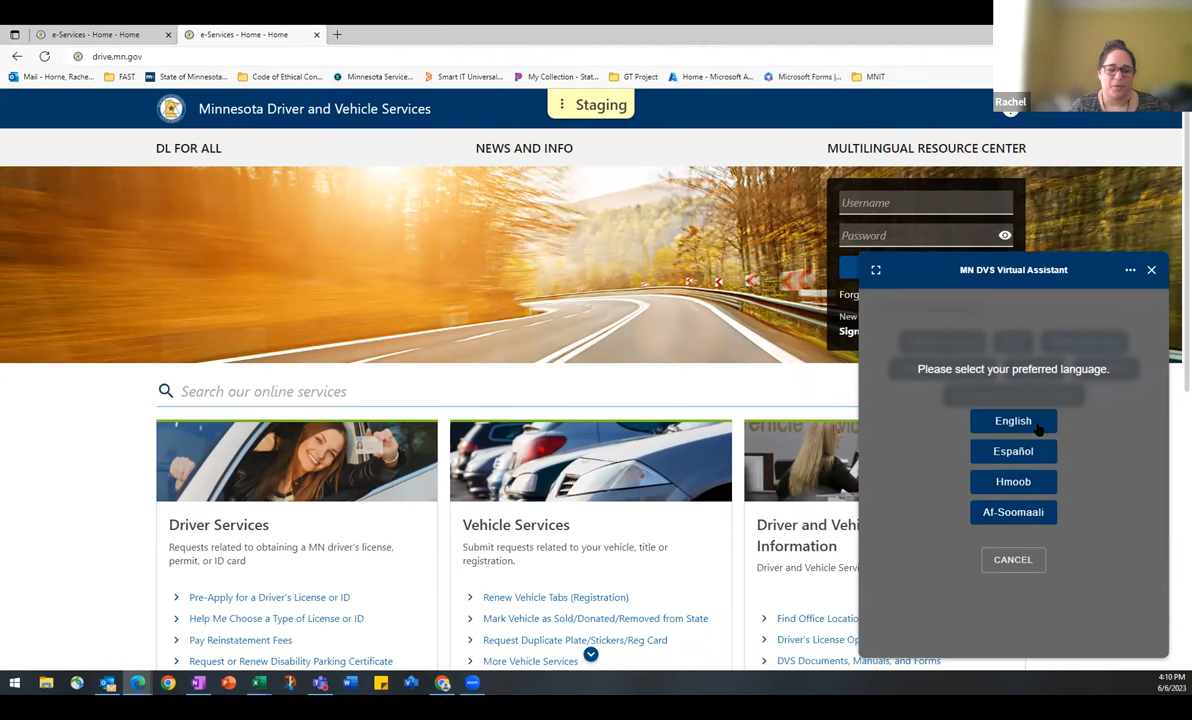 e-Services - Home - Home
e-Services - Home - Home
drive.mn.gov
Mail - Horne, Rache...
FAST
State of Minnesota...
Code of Ethical Con...
Minnesota Service...
Smart IT Universal...
My Collection - Stat...
GT Project
Home - Microsoft A...
Microsoft Forms |...
MNIT
Rachel
Minnesota Driver and Vehicle Services
Staging
DL FOR ALL
NEWS AND INFO
MULTILINGUAL RESOURCE CENTER
Username
Password
Forg
New
Sign
MN DVS Virtual Assistant
Please select your preferred language.
English
Español
Hmoob
Af-Soomaali
CANCEL
Search our online services
Driver Services
Requests related to obtaining a MN driver's license,
permit, or ID card
Pre-Apply for a Driver's License or ID
Help Me Choose a Type of License or ID
Pay Reinstatement Fees
Request or Renew Disability Parking Certificate
Vehicle Services
Submit requests related to your vehicle, title or
registration.
Renew Vehicle Tabs (Registration)
Mark Vehicle as Sold/Donated/Removed from State
Request Duplicate Plate/Stickers/Reg Card
More Vehicle Services
Driver and Vehi
Information
Driver and Vehicle Servi
Find Office Locatio
Driver's License Op
DVS Documents, Manuals, and Forms
4:10 PM
6/6/2023